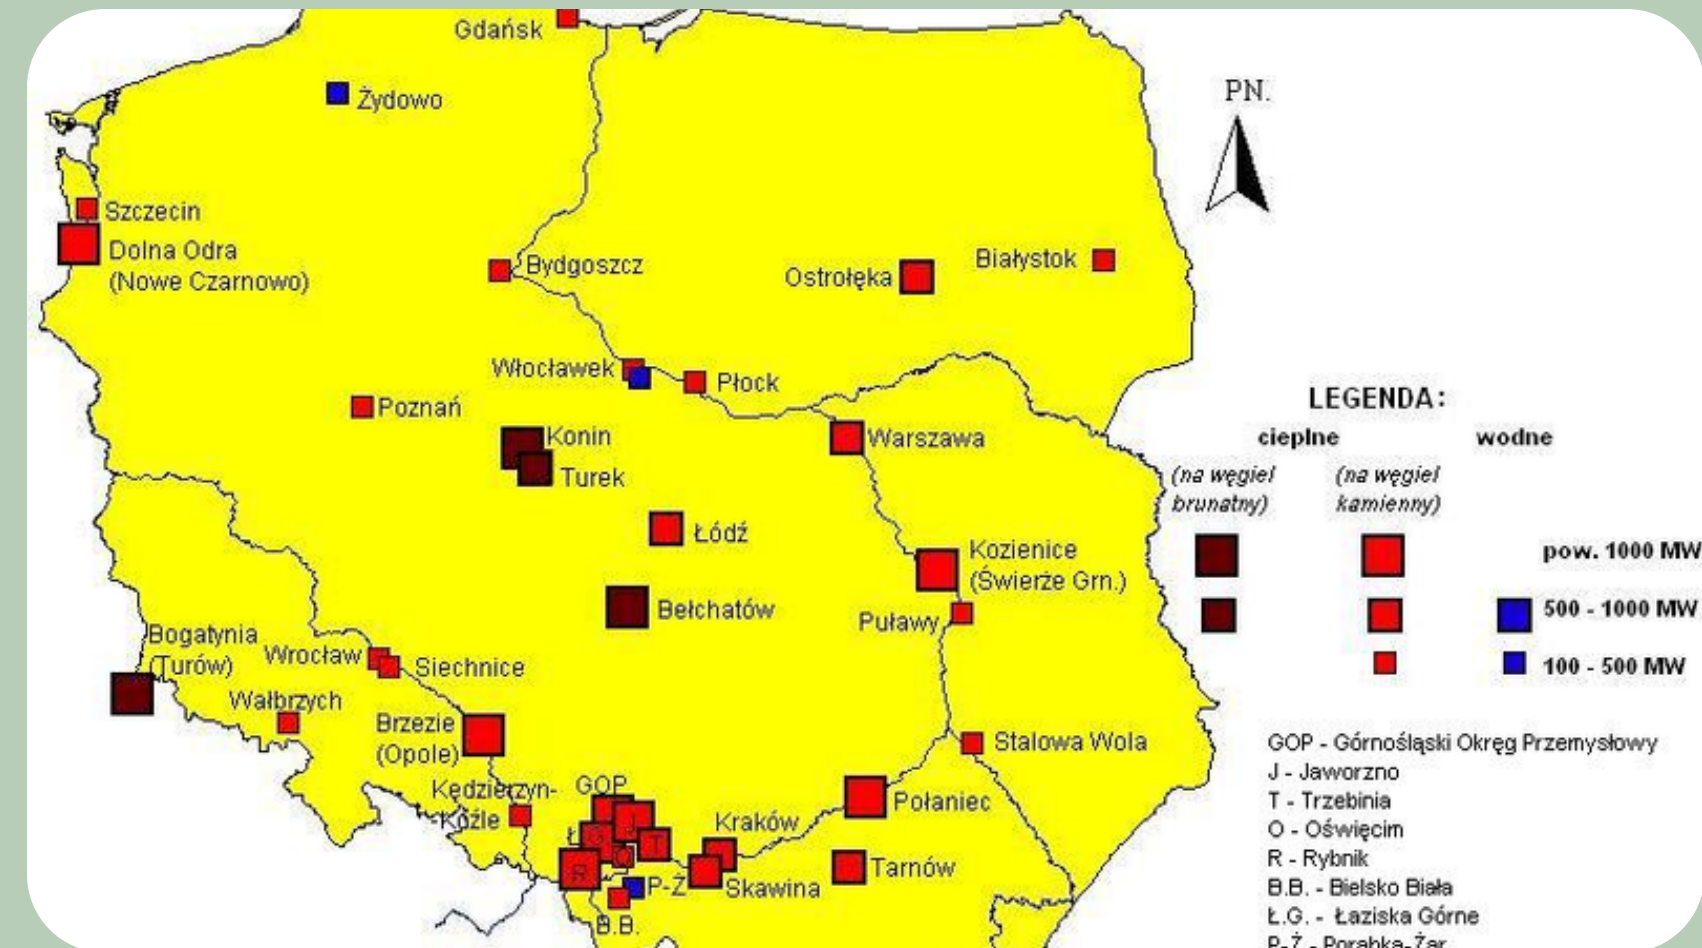 Gdańsk
Żydowo
PN.
Szczecin
Dolna Odra
(Nowe Czarnowo)
Bydgoszcz
Ostrołęka
Białystok
Włocławek
Płock
Poznań
Konin
Turek
Warszawa
Łódź
Kozienice
(Świerże Grn.)
Bełchatów
Puławy
Bogatynia
(Turów)
Wrocław
Siechnice
Wałbrzych
Brzezie
(Opole)
Stalowa Wola
Kędzierzyn-
Koźle
GOP
J
Ł.G.
T
O
R
Kraków
Połaniec
Skawina
Tarnów
P-Ż
B.B.
LEGENDA:
cieplne
wodne
(na węgiel
brunatny)
(na węgiel
kamienny)
pow. 1000 MW
500 - 1000 MW
100 - 500 MW
GOP - Górnośląski Okręg Przemysłowy
J - Jaworzno
T - Trzebinia
O - Oświęcim
R - Rybnik
B.B. - Bielsko Biała
Ł.G. - Łaziska Górne
P-Ż - Porąbka-Żar